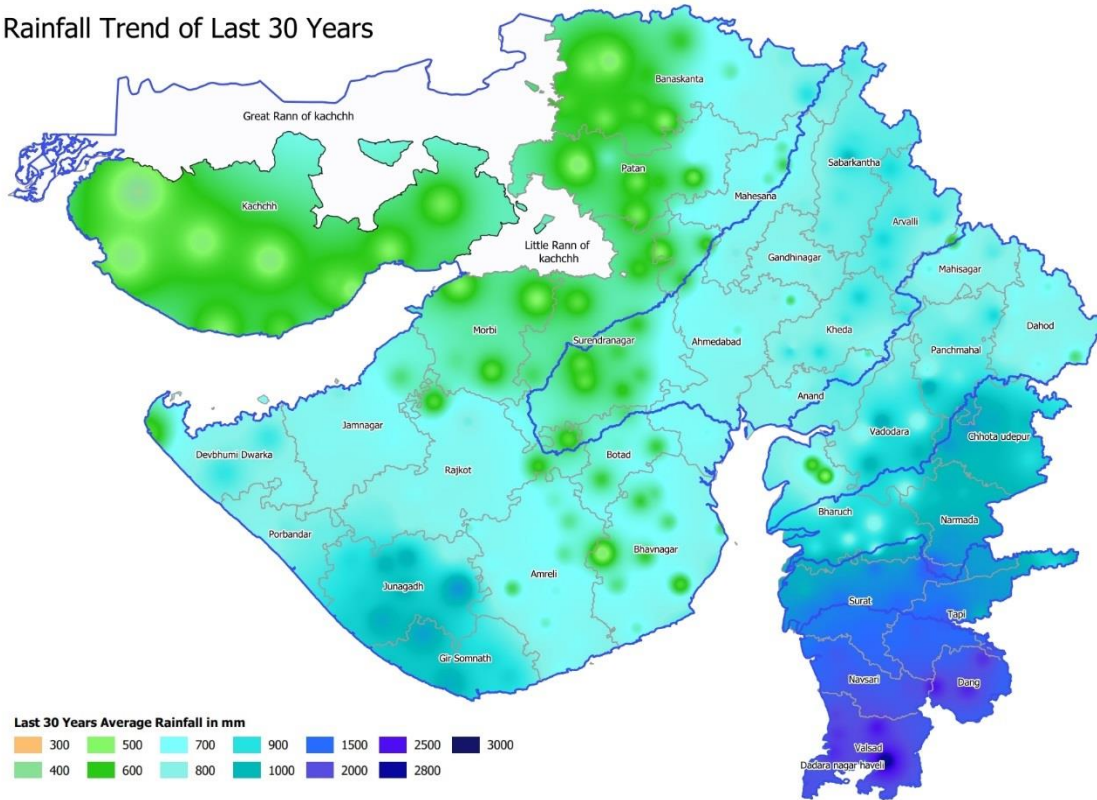 Rainfall Trend of Last 30 Years
Banaskanta
Great Rann of kachchh
Sabarkantha
Patan
Mahesana
Kachchh
Arvalli
Little Rann of
kachchh
Gandhinagar
Mahisagar
Morbi
Kheda
Dahod
Surendranagar
Ahmedabad
Panchmahal
Anand
Jamnagar
Vadodara
Chhota udepur
Devbhumi Dwarka
Rajkot
Botad
Bharuch
Narmada
Porbandar
Bhavnagar
Amreli
Junagadh
Surat
Tapi
Gir Somnath
Navsari
Dang
Valsad
Dadara nagar haveli
Last 30 Years Average Rainfall in mm
300 500 700 900 1500 2500 3000
400 600 800 1000 2000 2800